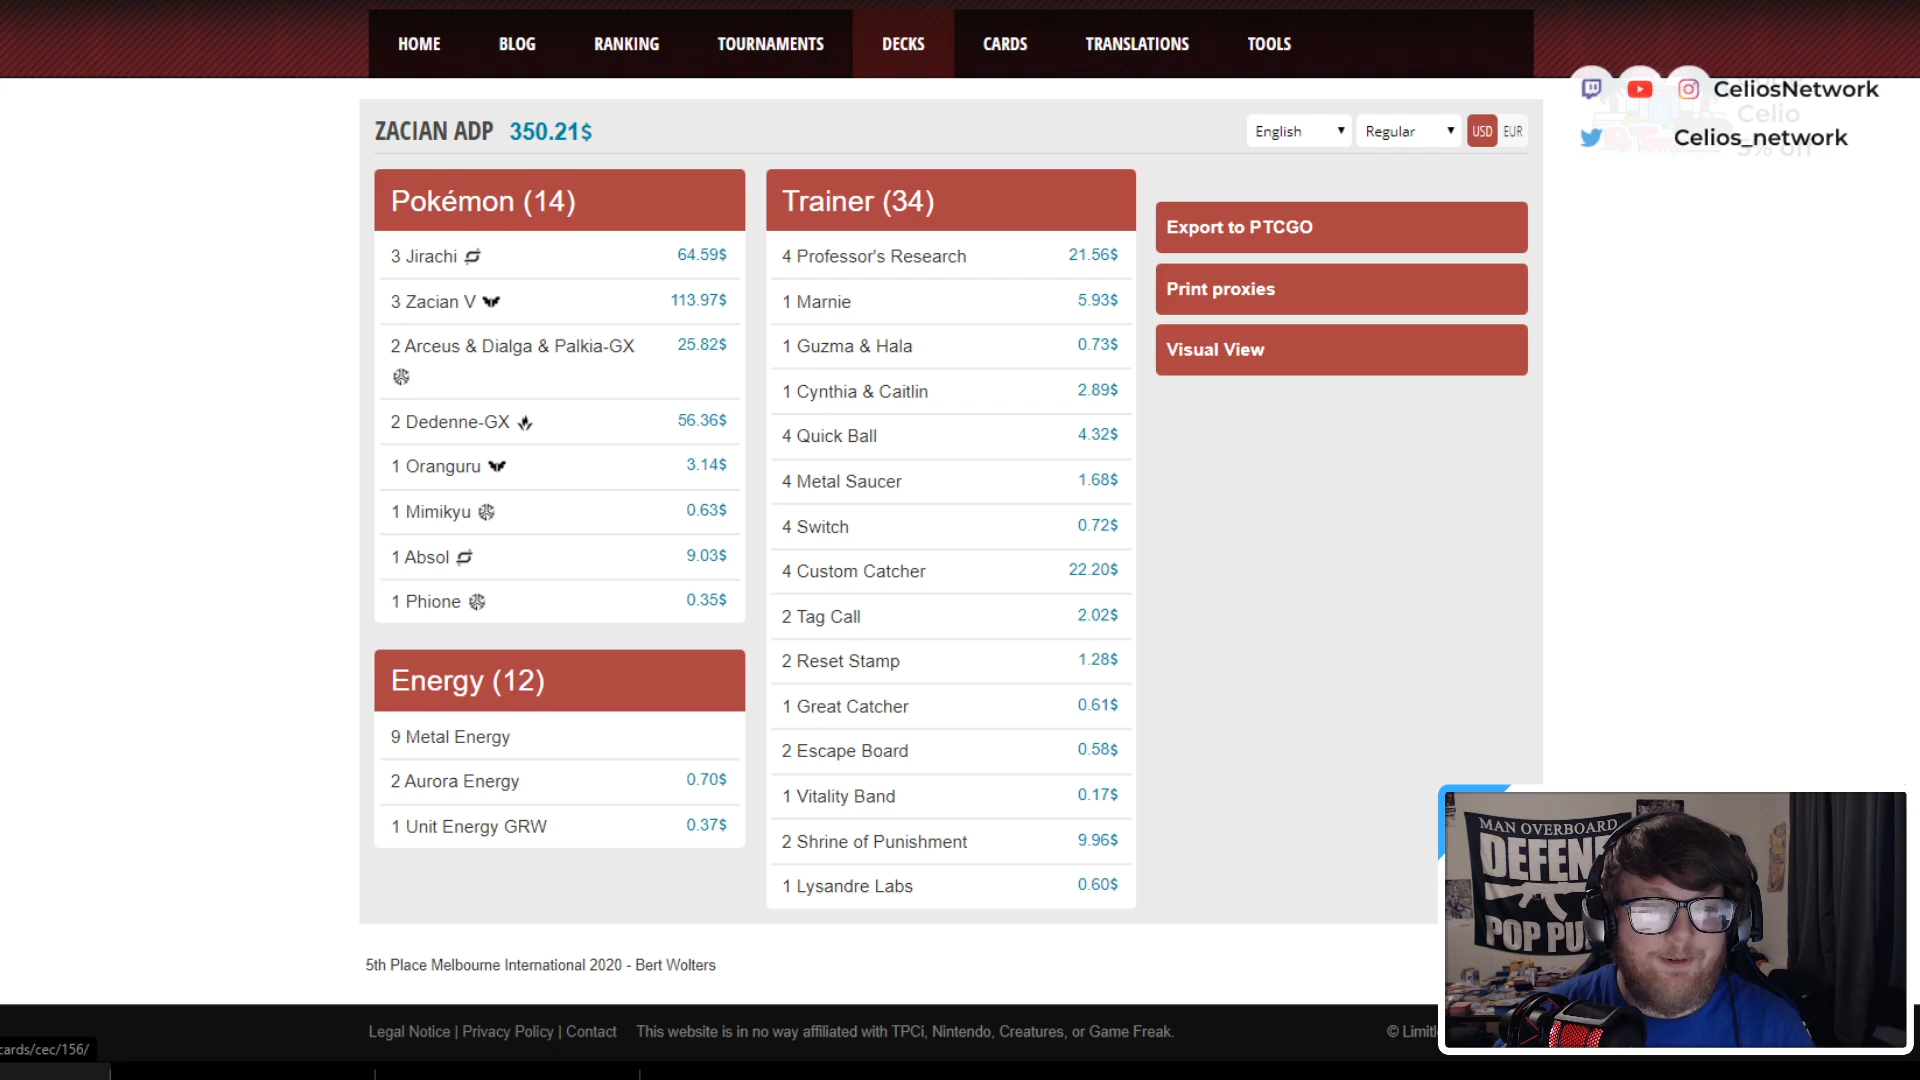 HOME BLOG RANKING TOURNAMENTS DECKS CARDS TRANSLATIONS TOOLS
CeliosNetwork
Celio
Celios_network
ZACIAN ADP 350.21$
English Regular USD EUR
Pokémon (14)
3 Jirachi 64.59$
3 Zacian V 113.97$
2 Arceus & Dialga & Palkia-GX 25.82$
2 Dedenne-GX 56.36$
1 Oranguru 3.14$
1 Mimikyu 0.63$
1 Absol 9.03$
1 Phione 0.35$
Energy (12)
9 Metal Energy
2 Aurora Energy 0.70$
1 Unit Energy GRW 0.37$
Trainer (34)
4 Professor's Research 21.56$
1 Marnie 5.93$
1 Guzma & Hala 0.73$
1 Cynthia & Caitlin 2.89$
4 Quick Ball 4.32$
4 Metal Saucer 1.68$
4 Switch 0.72$
4 Custom Catcher 22.20$
2 Tag Call 2.02$
2 Reset Stamp 1.28$
1 Great Catcher 0.61$
2 Escape Board 0.58$
1 Vitality Band 0.17$
2 Shrine of Punishment 9.96$
1 Lysandre Labs 0.60$
Export to PTCGO
Print proxies
Visual View
MAN OVERBOARD
DEFEN
POP PU
5th Place Melbourne International 2020 - Bert Wolters
Legal Notice | Privacy Policy | Contact This website is in no way affiliated with TPCi, Nintendo, Creatures, or Game Freak.
© Limitl
cards/cec/156/